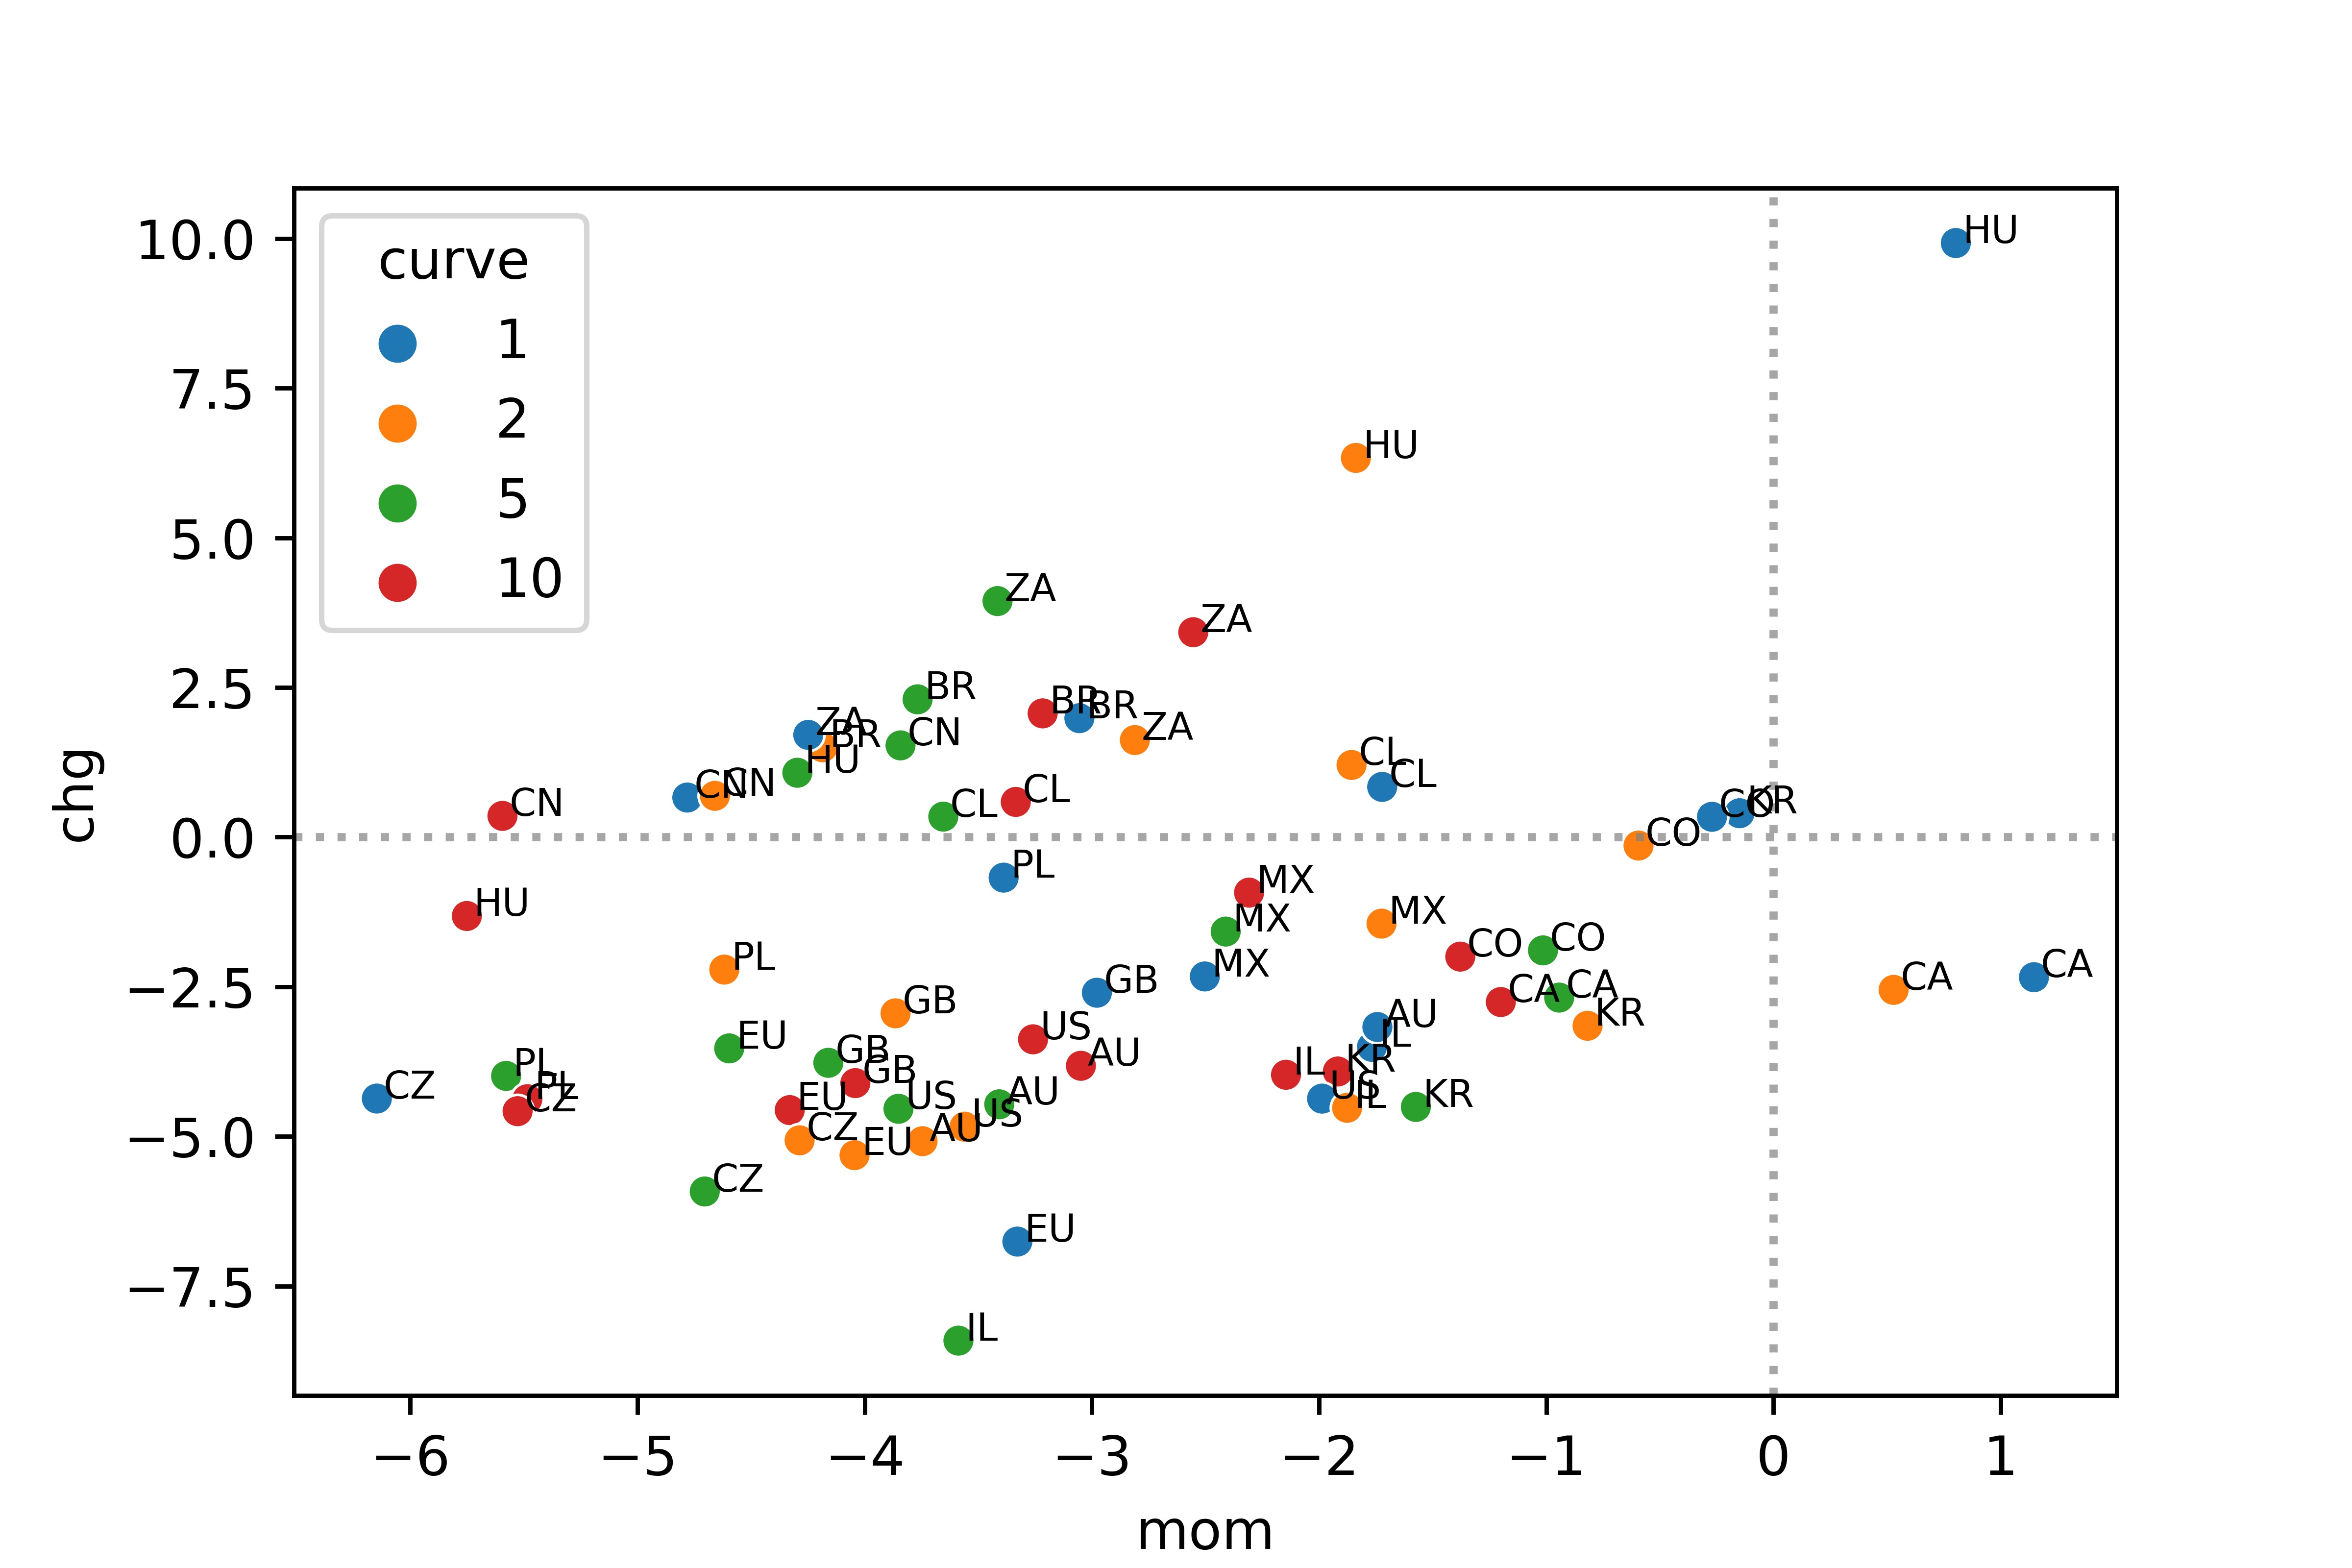 curve
1
2
5
10
10.0
7.5
5.0
2.5
0.0
−2.5
−5.0
−7.5
chg
HU
HU
ZA
ZA
BR
BR
BR
ZA
ZA
BR
CN
HU
CL
CL
CN
CN
CN
CL
CL
KR
CO
CO
PL
MX
HU
MX
MX
CO
CO
PL
MX
GB
CA
CA
CA
CA
GB
KR
AU
US
IL
EU
GB
AU
KR
IL
GB
PL
PL
CZ
CZ
EU
US
AU
US
IL
KR
US
CZ
AU
EU
CZ
EU
IL
−6
−5
−4
−3
−2
−1
0
1
mom